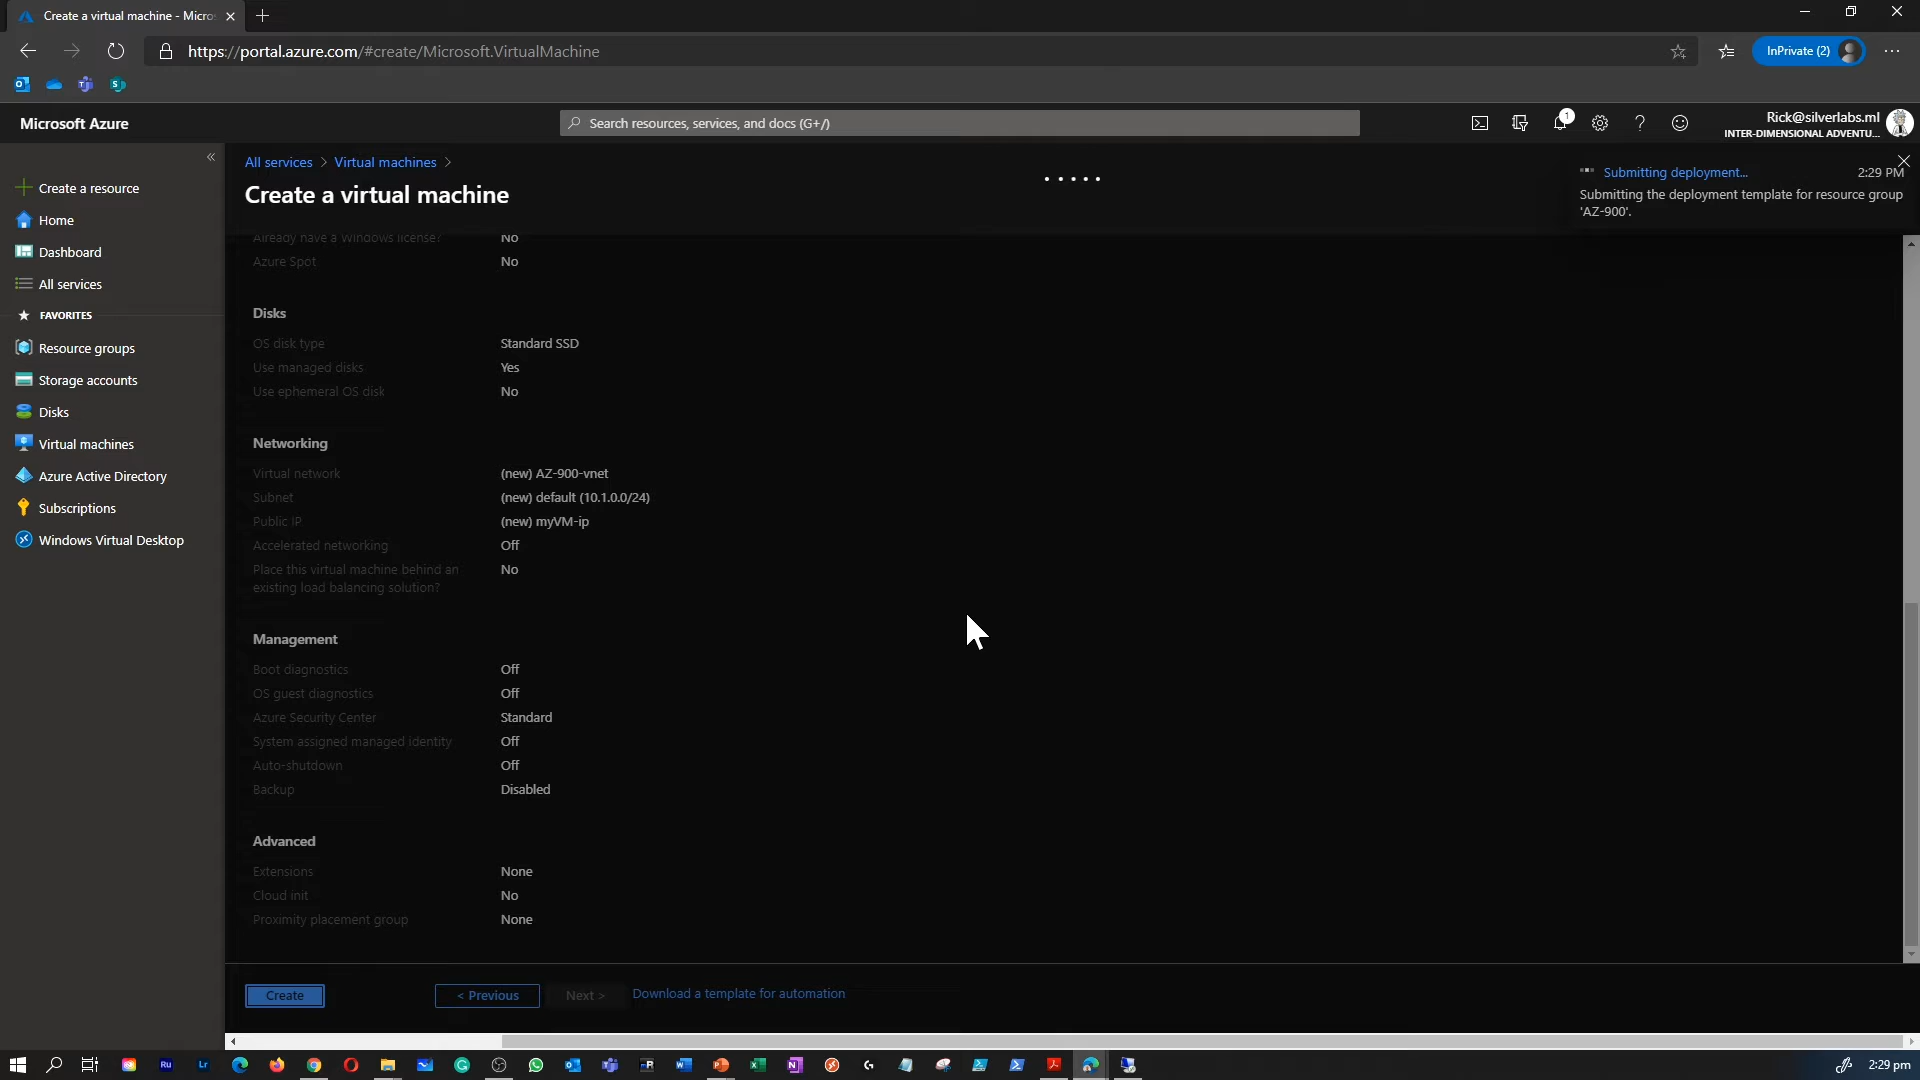 Create a virtual machine - Micros
https://portal.azure.com/#create/Microsoft.VirtualMachine
InPrivate (2)
Microsoft Azure
Search resources, services, and docs (G+/)
1
Rick@silverlabs.ml
INTER-DIMENSIONAL ADVENTU...
Create a resource
Home
Dashboard
All services
FAVORITES
Resource groups
Storage accounts
Disks
Virtual machines
Azure Active Directory
Subscriptions
Windows Virtual Desktop
All services > Virtual machines >
Create a virtual machine
Submitting deployment... 2:29 PM
Submitting the deployment template for resource group
'AZ-900'.
Already have a Windows license? No
Azure Spot No
Disks
OS disk type Standard SSD
Use managed disks Yes
Use ephemeral OS disk No
Networking
Virtual network (new) AZ-900-vnet
Subnet (new) default (10.1.0.0/24)
Public IP (new) myVM-ip
Accelerated networking Off
Place this virtual machine behind an No
existing load balancing solution?
Management
Boot diagnostics Off
OS guest diagnostics Off
Azure Security Center Standard
System assigned managed identity Off
Auto-shutdown Off
Backup Disabled
Advanced
Extensions None
Cloud init No
Proximity placement group None
Create
< Previous
Next >
Download a template for automation
2:29 pm